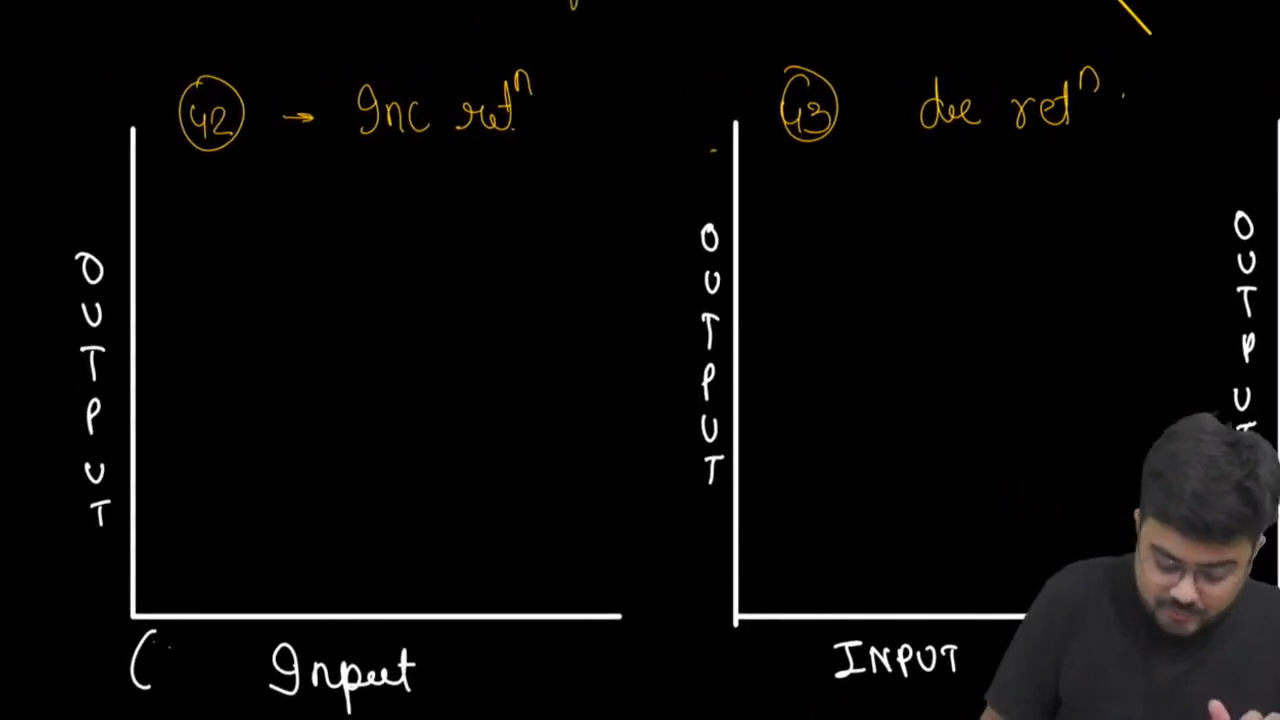 42 → Inc retⁿ
43 dec retⁿ
OUTPUT
OUTPUT
OUTPUT
( Input
INPUT